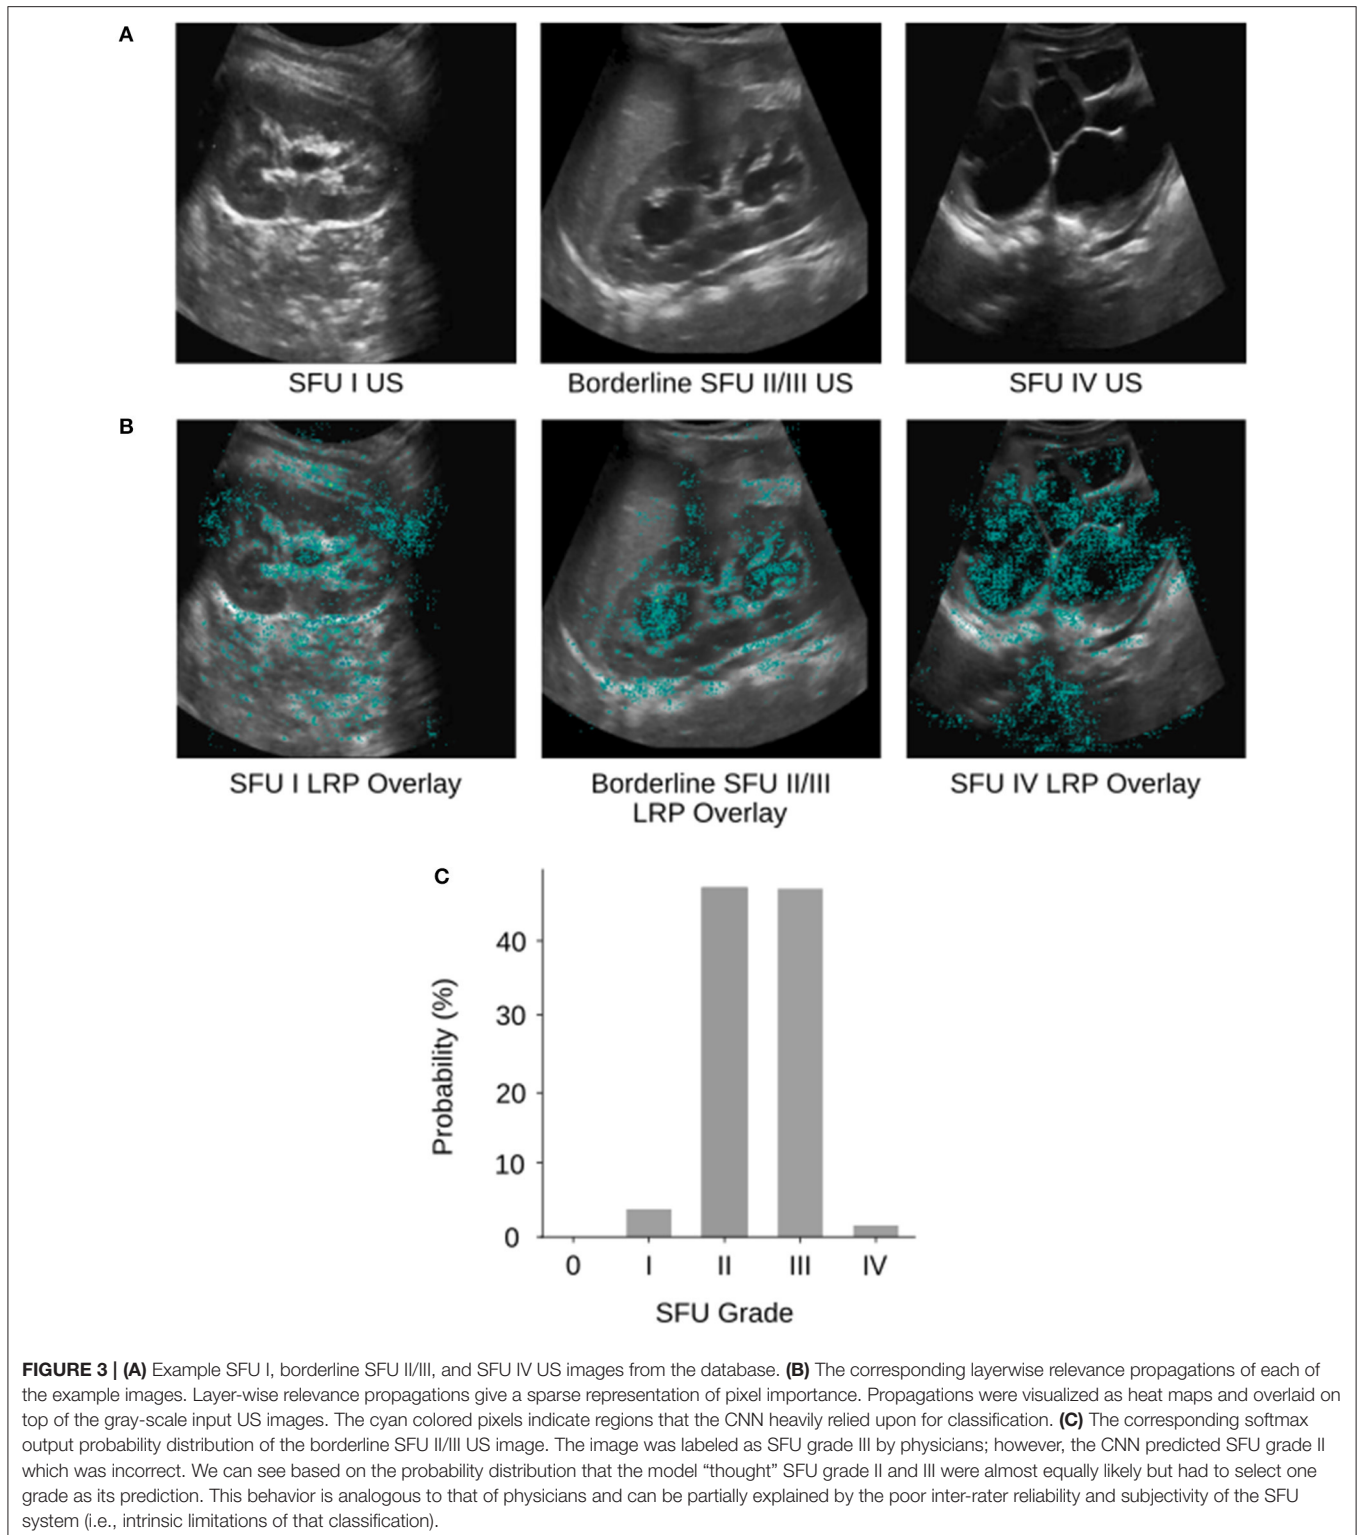 A
SFU I US
Borderline SFU II/III US
SFU IV US
B
SFU I LRP Overlay
Borderline SFU II/III
LRP Overlay
SFU IV LRP Overlay
C
Probability (%)
40
30
20
10
0
0
I
II
III
IV
SFU Grade
FIGURE 3 | (A) Example SFU I, borderline SFU II/III, and SFU IV US images from the database. (B) The corresponding layerwise relevance propagations of each of
the example images. Layer-wise relevance propagations give a sparse representation of pixel importance. Propagations were visualized as heat maps and overlaid on
top of the gray-scale input US images. The cyan colored pixels indicate regions that the CNN heavily relied upon for classification. (C) The corresponding softmax
output probability distribution of the borderline SFU II/III US image. The image was labeled as SFU grade III by physicians; however, the CNN predicted SFU grade II
which was incorrect. We can see based on the probability distribution that the model “thought” SFU grade II and III were almost equally likely but had to select one
grade as its prediction. This behavior is analogous to that of physicians and can be partially explained by the poor inter-rater reliability and subjectivity of the SFU
system (i.e., intrinsic limitations of that classification).